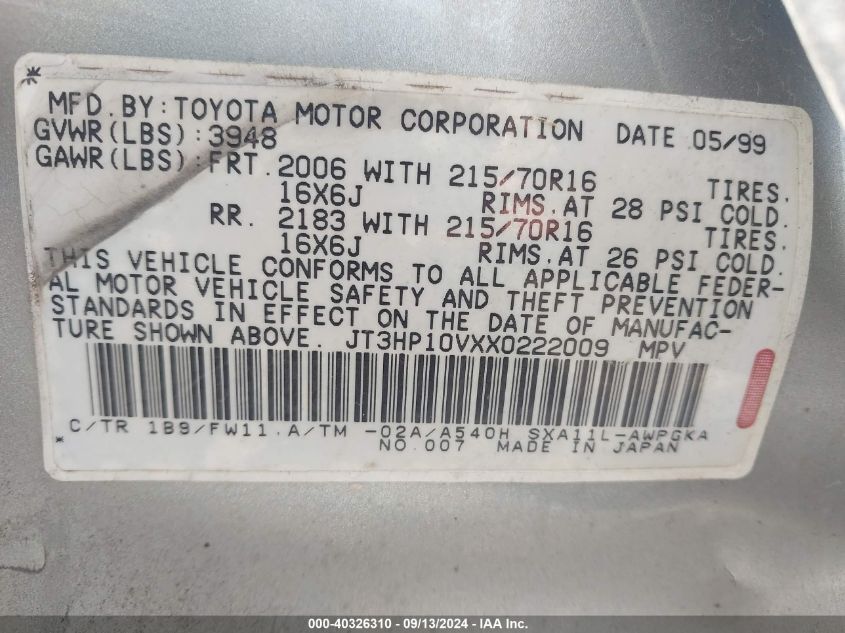 MFD. BY: TOYOTA MOTOR CORPORATION DATE 05/99
GVWR(LBS): 3948
GAWR(LBS): FRT. 2006 WITH 215/70R16 TIRES.
16X6J RIMS. AT 28 PSI COLD.
RR. 2183 WITH 215/70R16 TIRES.
16X6J RIMS. AT 26 PSI COLD.
THIS VEHICLE CONFORMS TO ALL APPLICABLE FEDER-
AL MOTOR VEHICLE SAFETY AND THEFT PREVENTION
STANDARDS IN EFFECT ON THE DATE OF MANUFAC-
TURE SHOWN ABOVE. JT3HP10VXX0222009 MPV
C/TR 1B9/FW11. A/TM -02A/A540H SXA11L-AWPGKA
NO.007 MADE IN JAPAN
000-40326310 - 09/13/2024 - IAA Inc.